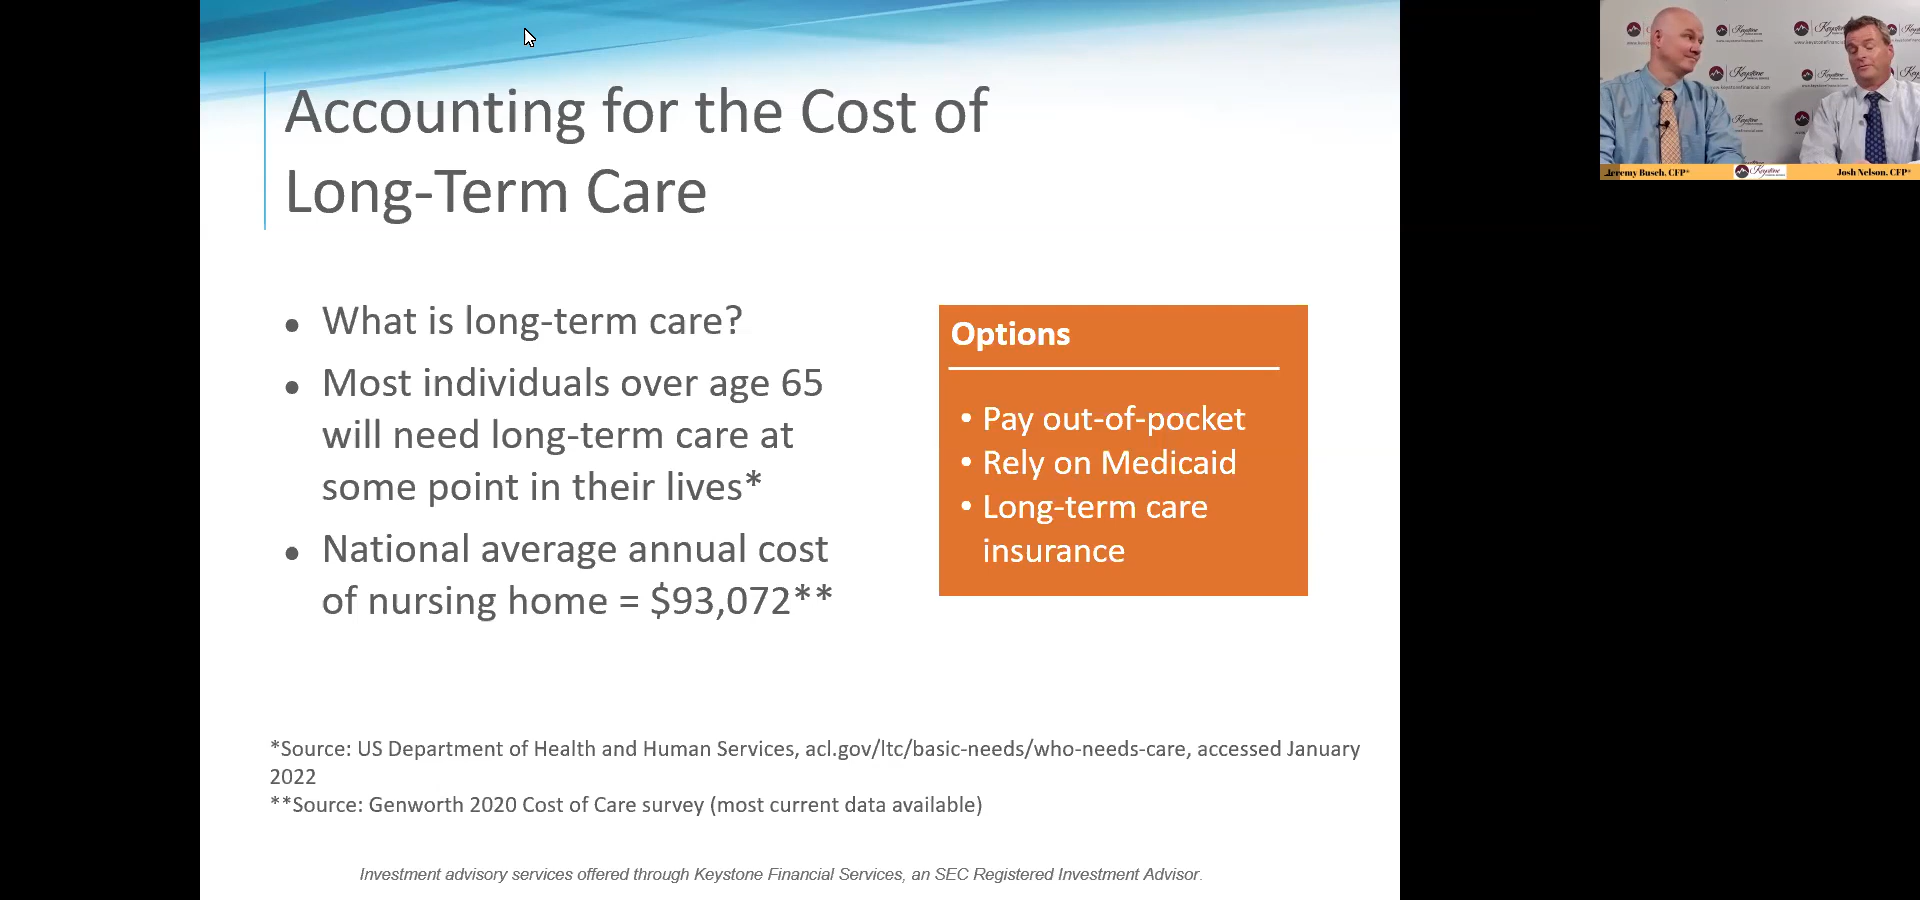 Accounting for the Cost of
Long-Term Care
• What is long-term care?
• Most individuals over age 65
will need long-term care at
some point in their lives*
• National average annual cost
of nursing home = $93,072**
Options
• Pay out-of-pocket
• Rely on Medicaid
• Long-term care
insurance
*Source: US Department of Health and Human Services, acl.gov/ltc/basic-needs/who-needs-care, accessed January
2022
**Source: Genworth 2020 Cost of Care survey (most current data available)
Investment advisory services offered through Keystone Financial Services, an SEC Registered Investment Advisor.
Keystone
www.keystonefinancial.com
Jeremy Busch, CFP®
Keystone
Josh Nelson, CFP®